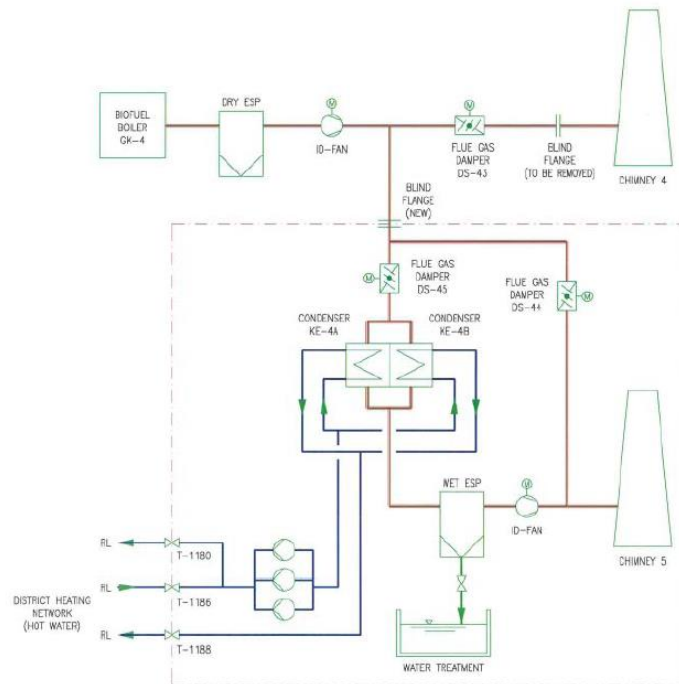 DRY ESP
M
M
BIOFUEL
BOILER
GK-4
ID-FAN
FLUE GAS
DAMPER
DS-43
BLIND
FLANGE
(TO BE REMOVED)
CHIMNEY 4
BLIND
FLANGE
(NEW)
FLUE GAS
DAMPER
DS-45
M
FLUE GAS
DAMPER
DS-44
M
CONDENSER
KE-4A
CONDENSER
KE-4B
WET ESP
M
ID-FAN
CHIMNEY 5
RL
T-1180
RL
T-1186
DISTRICT HEATING
NETWORK
(HOT WATER)
RL
T-1188
WATER TREATMENT